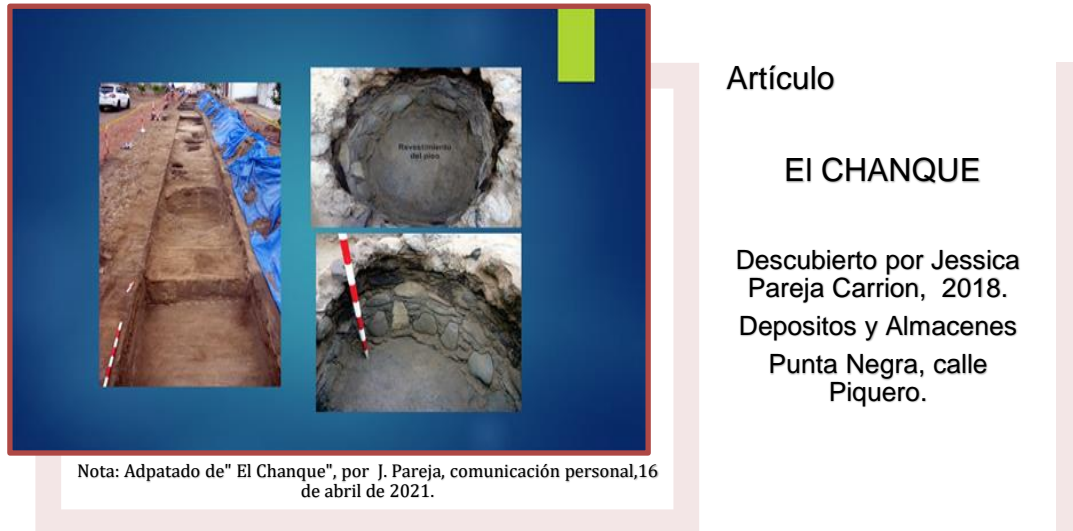 Revestimiento
del piso
Nota: Adpatado de" El Chanque", por J. Pareja, comunicación personal,16
de abril de 2021.
Artículo
El CHANQUE
Descubierto por Jessica
Pareja Carrion, 2018.
Depositos y Almacenes
Punta Negra, calle
Piquero.